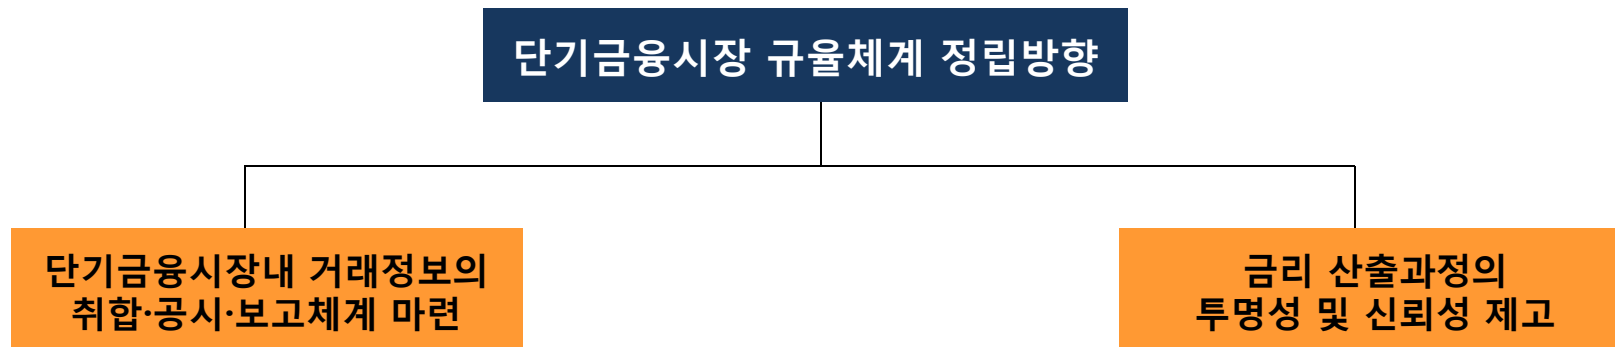 단기금융시장 규율체계 정립방향
단기금융시장내 거래정보의
취합·공시·보고체계 마련
금리 산출과정의
투명성 및 신뢰성 제고